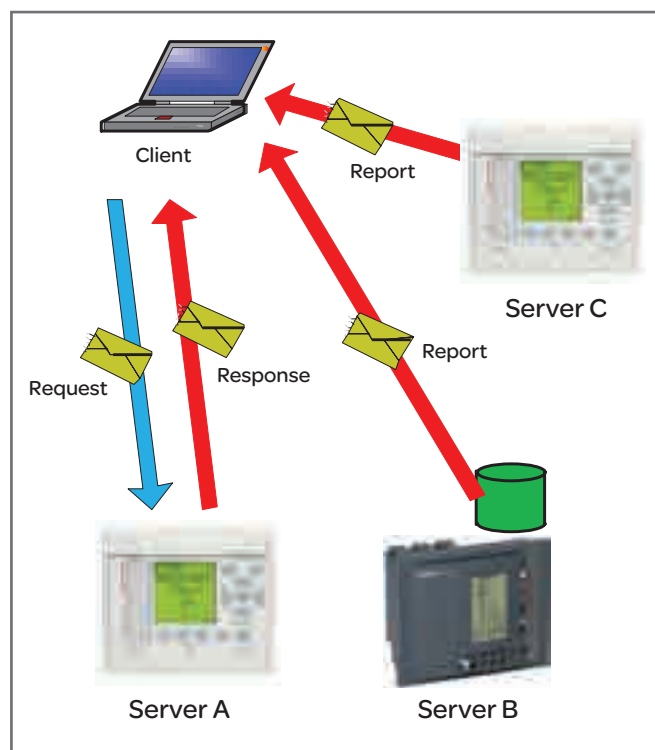 Client
Report
Server C
Report
Request
Response
Server A
Server B